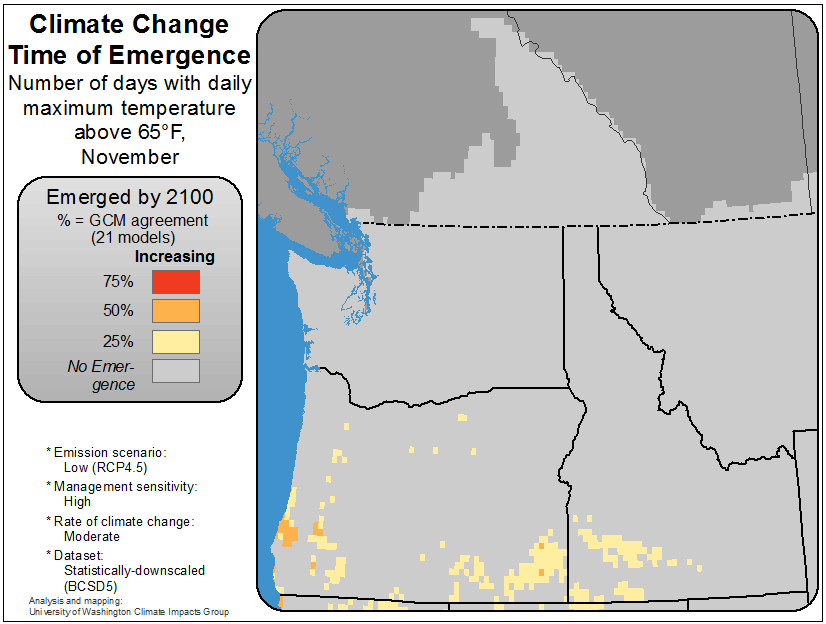 Climate Change
Time of Emergence
Number of days with daily
maximum temperature
above 65°F,
November
Emerged by 2100
% = GCM agreement
(21 models)
Increasing
75%
50%
25%
No Emer-
gence
* Emission scenario:
Low (RCP4.5)
* Management sensitivity:
High
* Rate of climate change:
Moderate
* Dataset:
Statistically-downscaled
(BCSD5)
Analysis and mapping:
University of Washington Climate Impacts Group